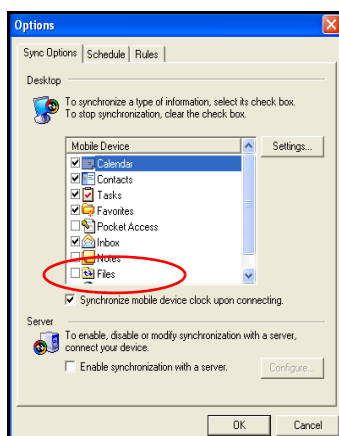 Options
Sync Options Schedule Rules
Desktop
To synchronize a type of information, select its check box.
To stop synchronization, clear the check box.
Mobile Device
Settings...
Calendar
Contacts
Tasks
Favorites
Pocket Access
Inbox
Notes
Files
Synchronize mobile device clock upon connecting.
Server
To enable, disable or modify synchronization with a server,
connect your device.
Enable synchronization with a server.
Configure...
OK Cancel